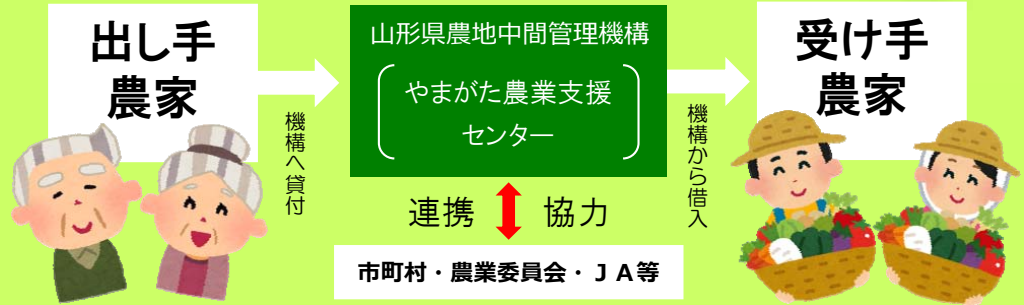 出し手
農家
機構へ貸付
山形県農地中間管理機構
やまがた農業支援
センター
機構から借入
受け手
農家
連携 協力
市町村・農業委員会・ＪＡ等